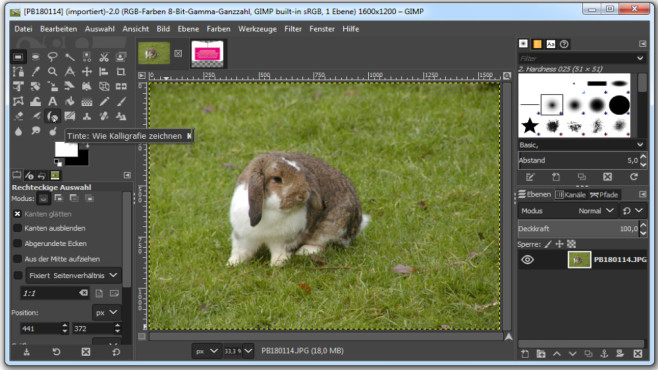 [PB180114] (importiert)-2.0 (RGB-Farben 8-Bit-Gamma-Ganzzahl, GIMP built-in sRGB, 1 Ebene) 1600x1200 – GIMP
Datei Bearbeiten Auswahl Ansicht Bild Ebene Farben Werkzeuge Filter Fenster Hilfe
Filter
2. Hardness 025 (51 × 51)
Tinte: Wie Kalligrafie zeichnen
Basic,
Abstand 5,0
Rechteckige Auswahl
Modus:
Kanten glätten
Kanten ausblenden
Abgerundete Ecken
Aus der Mitte aufziehen
Fixiert Seitenverhältnis
1:1
Position: px
441 372
Ebenen Kanäle Pfade
Modus Normal
Deckkraft 100,0
Sperre:
PB180114.JPG
px 33,3 % PB180114.JPG (18,0 MB)